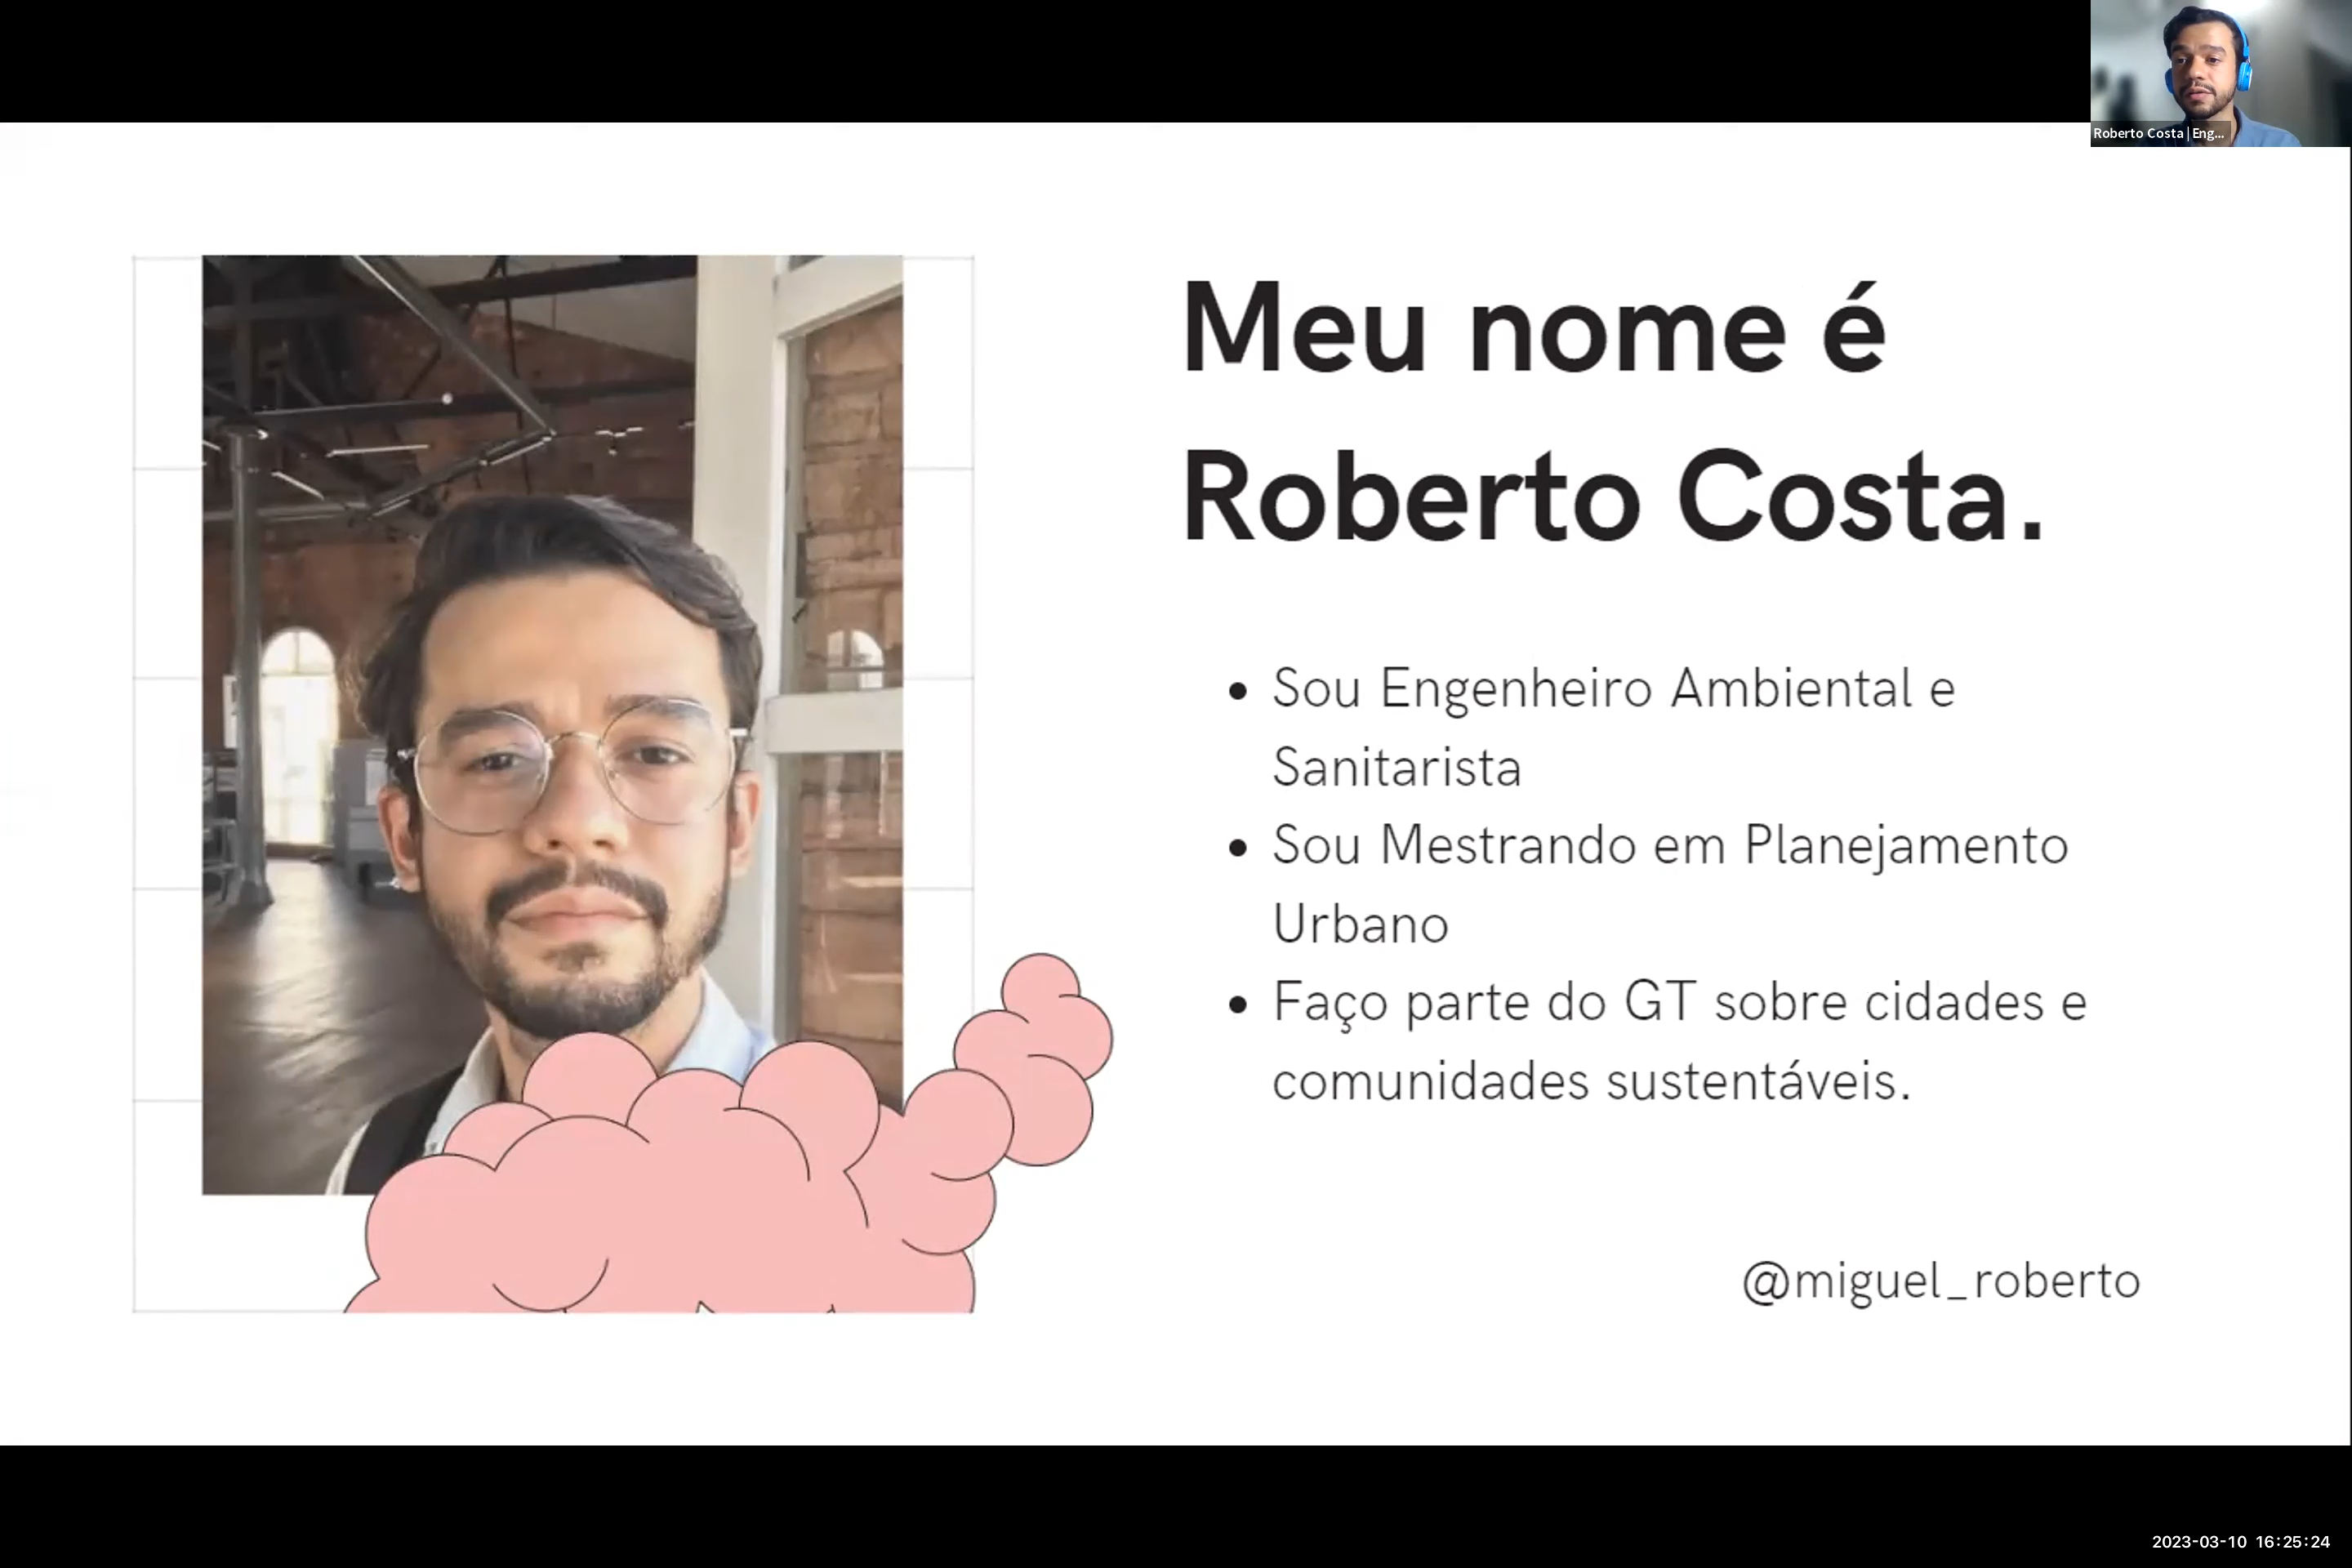 Roberto Costa | Eng...
Meu nome é
Roberto Costa.
• Sou Engenheiro Ambiental e
Sanitarista
• Sou Mestrando em Planejamento
Urbano
• Faço parte do GT sobre cidades e
comunidades sustentáveis.
@miguel_roberto
2023-03-10 16:25:24